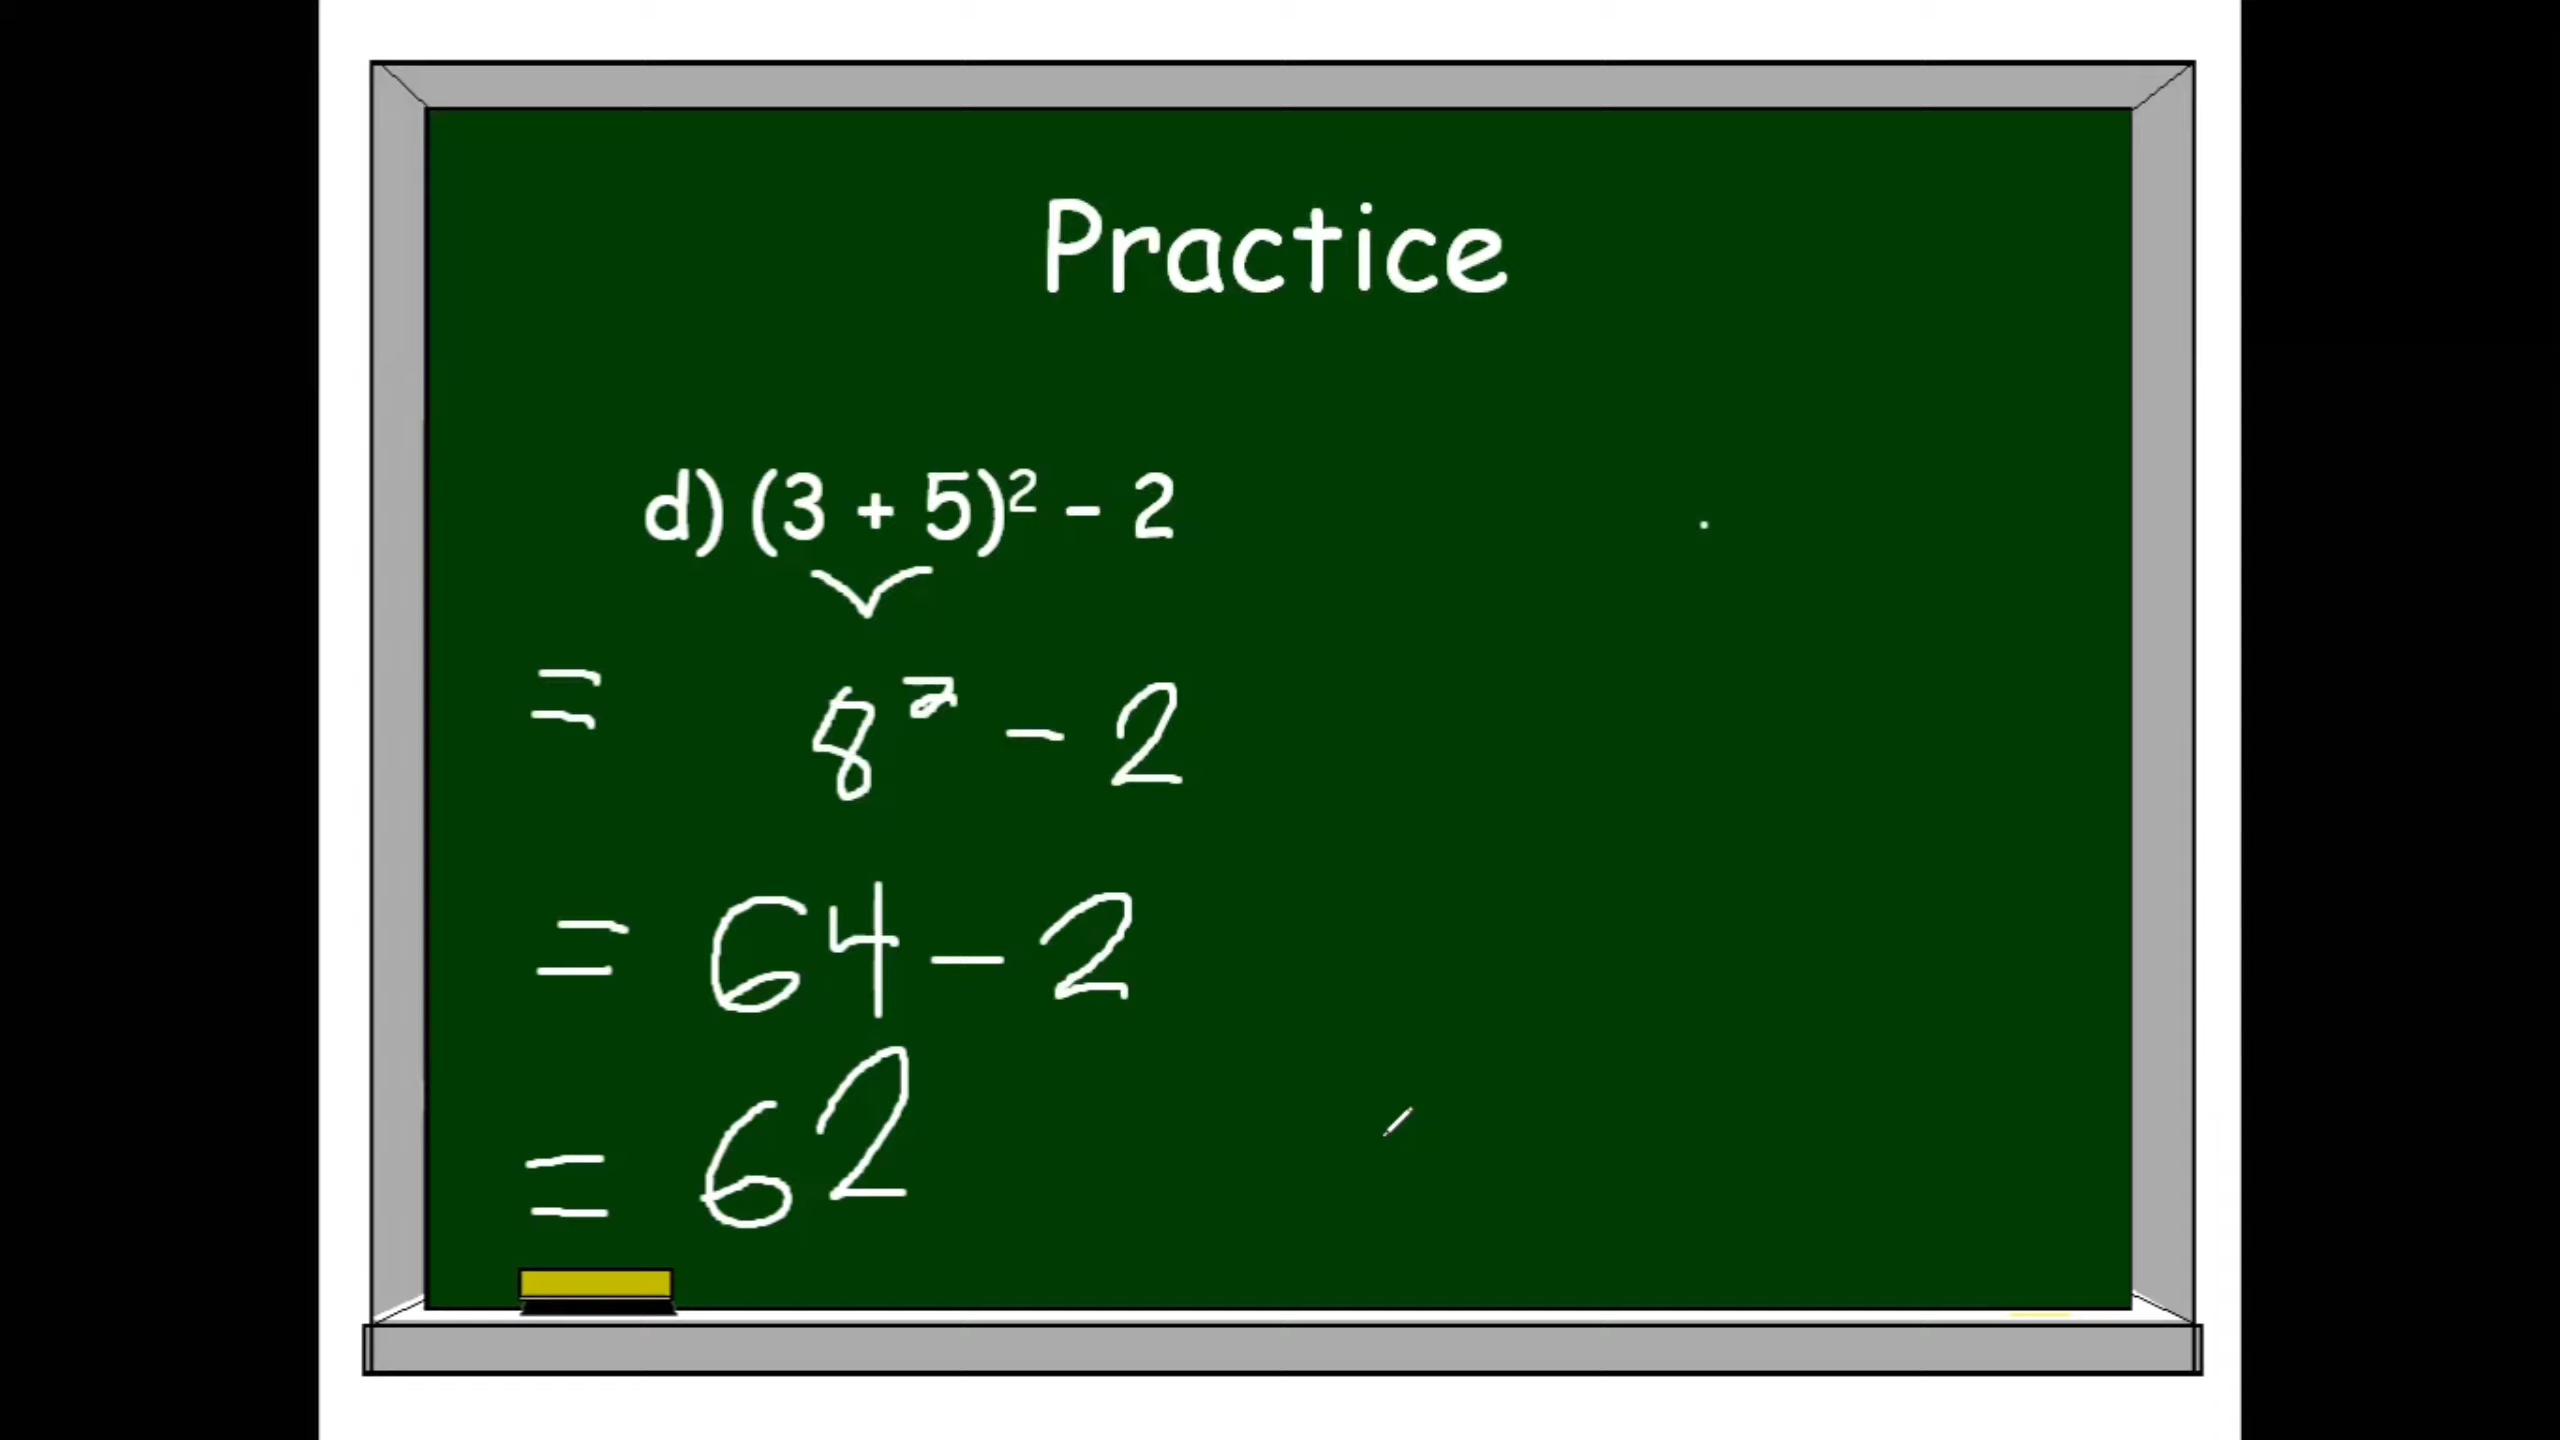 Practice
d) (3 + 5)² - 2
= 8² - 2
= 64 - 2
= 62